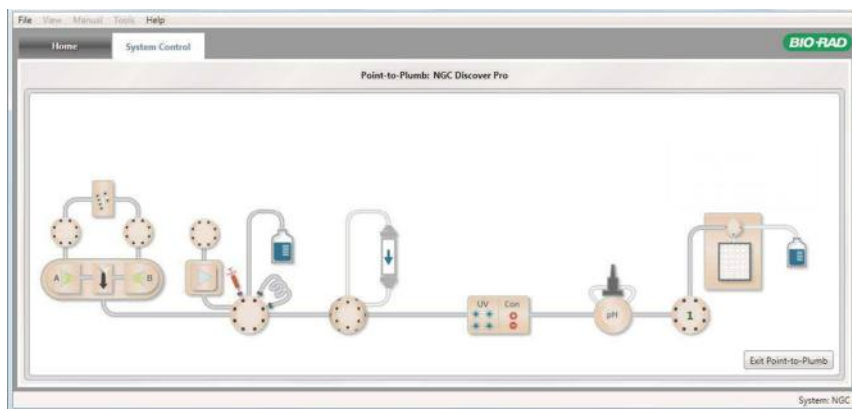 File View Manual Tools Help
Home System Control
BIO-RAD
Point-to-Plumb: NGC Discover Pro
A B
UV Con
pH
1
Exit Point-to-Plumb
System: NGC